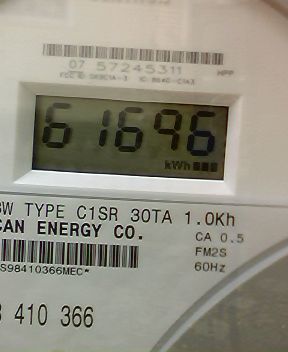 07 57245311 HPP
61696
kWh
W TYPE C1SR 30TA 1.0Kh
CAN ENERGY CO. CA 0.5
FM2S
S98410366MEC* 60Hz
410 366